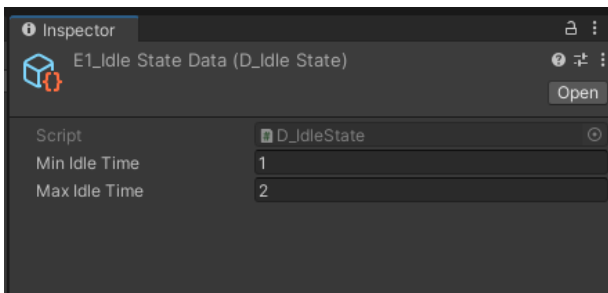 Inspector
E1_Idle State Data (D_Idle State)
Open
Script
D_IdleState
Min Idle Time
1
Max Idle Time
2